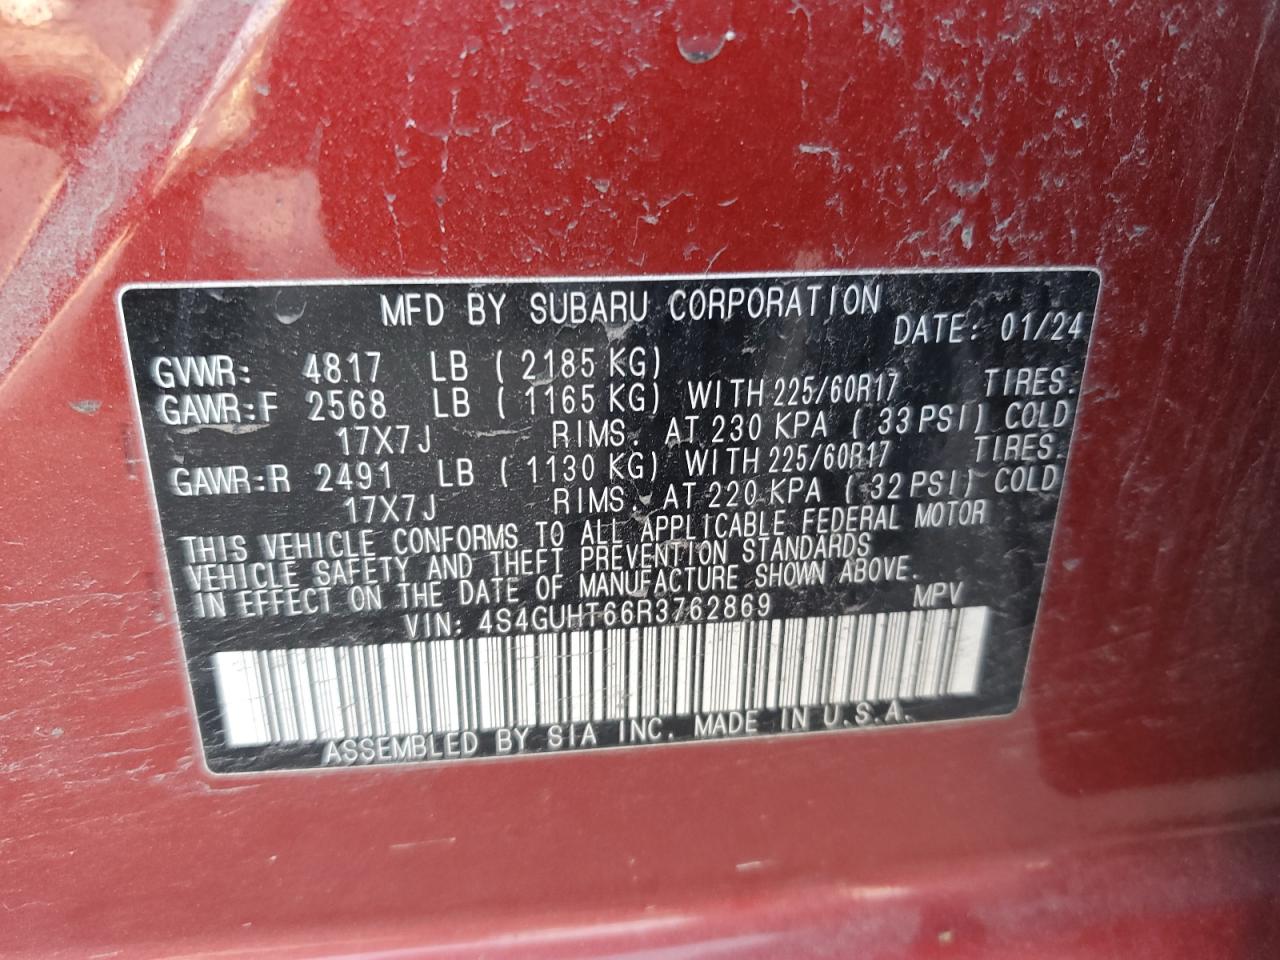 MFD BY SUBARU CORPORATION
DATE: 01/24
GVWR: 4817 LB ( 2185 KG)
GAWR:F 2568 LB ( 1165 KG) WITH 225/60R17 TIRES.
17X7J RIMS. AT 230 KPA ( 33 PSI) COLD
GAWR:R 2491 LB ( 1130 KG) WITH 225/60R17 TIRES.
17X7J RIMS. AT 220 KPA ( 32 PSI) COLD
THIS VEHICLE CONFORMS TO ALL APPLICABLE FEDERAL MOTOR
VEHICLE SAFETY AND THEFT PREVENTION STANDARDS
IN EFFECT ON THE DATE OF MANUFACTURE SHOWN ABOVE.
VIN: 4S4GUHT66R3762869 MPV
ASSEMBLED BY SIA INC. MADE IN U.S.A.